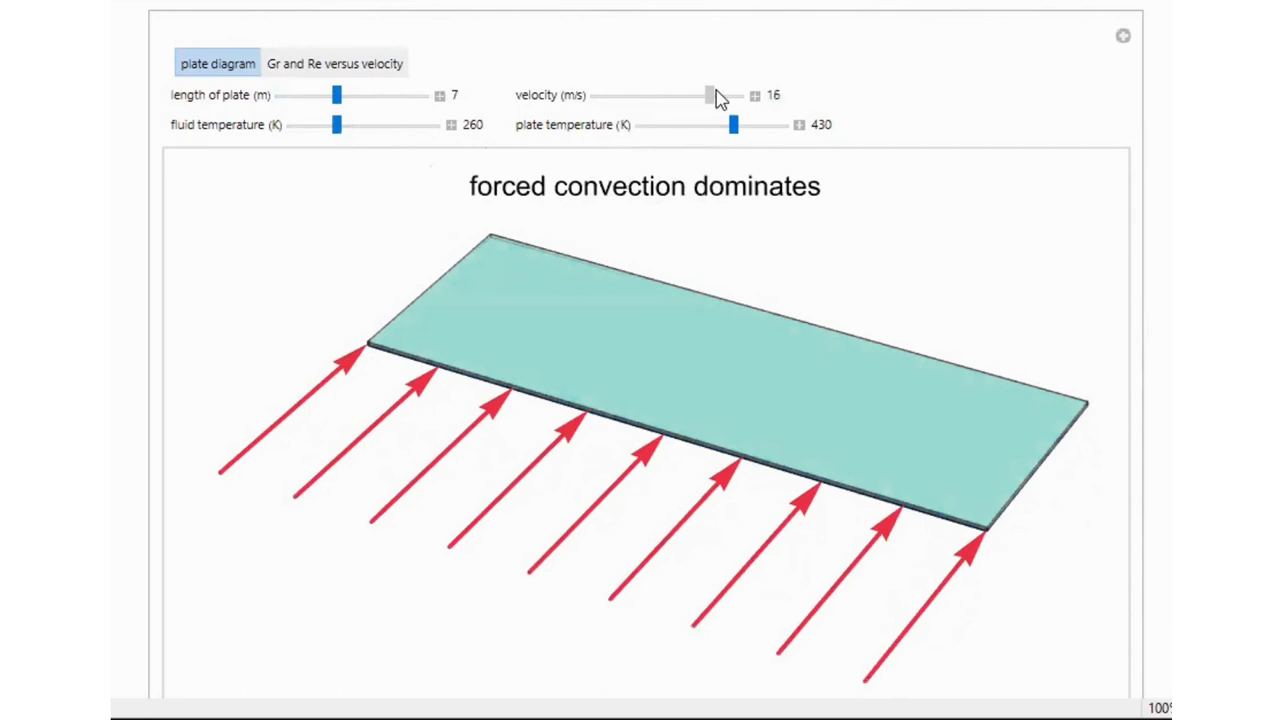 plate diagram Gr and Re versus velocity
length of plate (m) 7 velocity (m/s) 16
fluid temperature (K) 260 plate temperature (K) 430
forced convection dominates